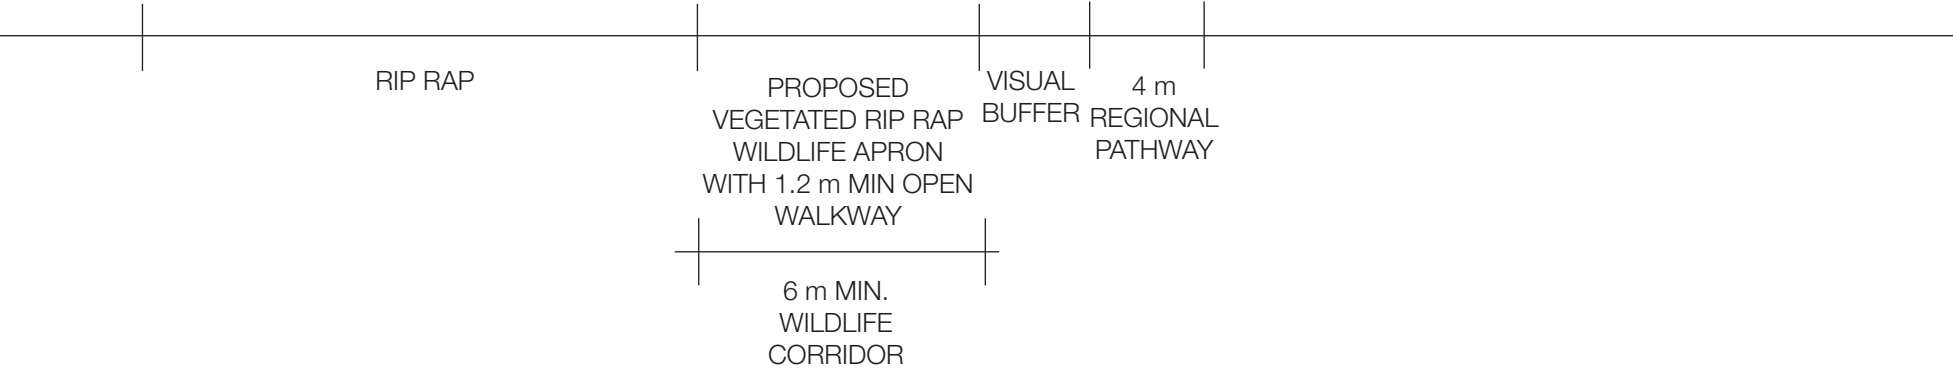 RIP RAP
PROPOSED
VEGETATED RIP RAP
WILDLIFE APRON
WITH 1.2 m MIN OPEN
WALKWAY
VISUAL
BUFFER
4 m
REGIONAL
PATHWAY
6 m MIN.
WILDLIFE
CORRIDOR